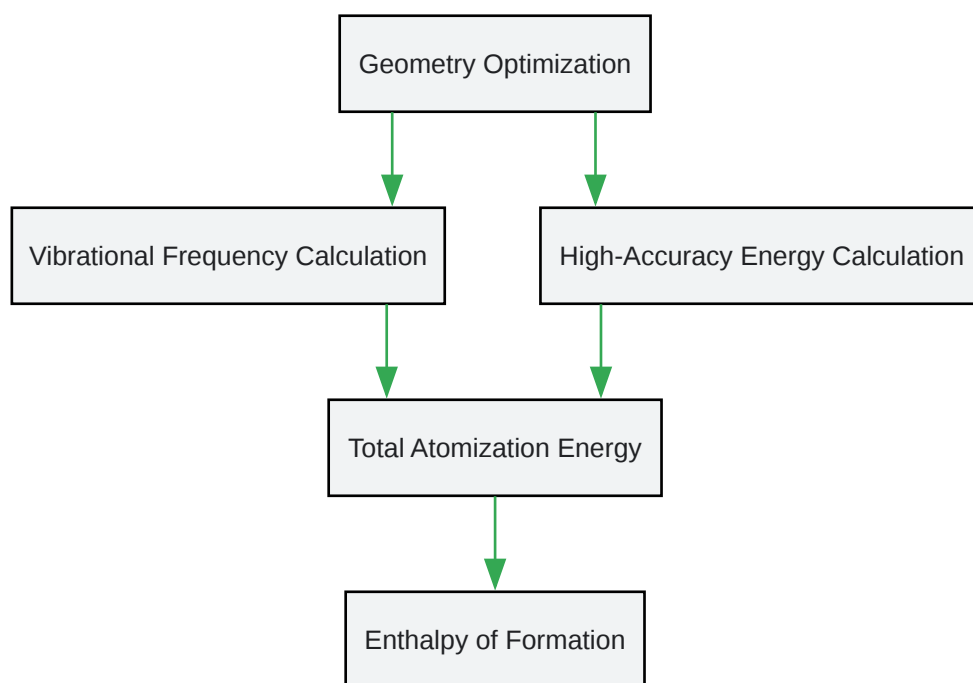 Geometry Optimization
Vibrational Frequency Calculation
High-Accuracy Energy Calculation
Total Atomization Energy
Enthalpy of Formation